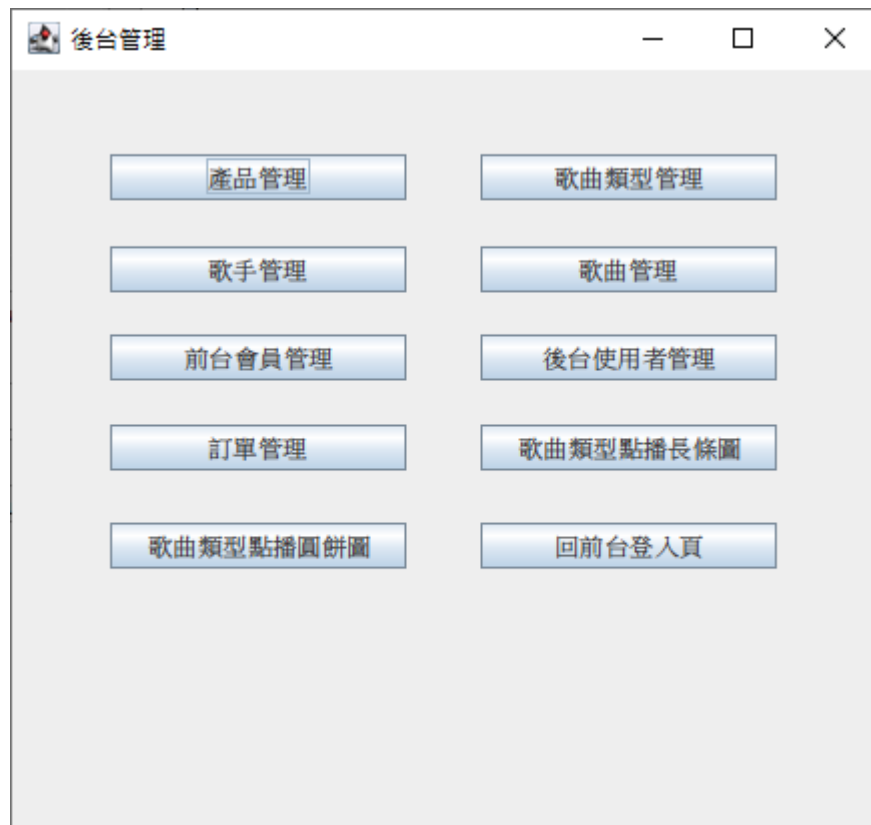 後台管理
產品管理
歌曲類型管理
歌手管理
歌曲管理
前台會員管理
後台使用者管理
訂單管理
歌曲類型點播長條圖
歌曲類型點播圓餅圖
回前台登入頁